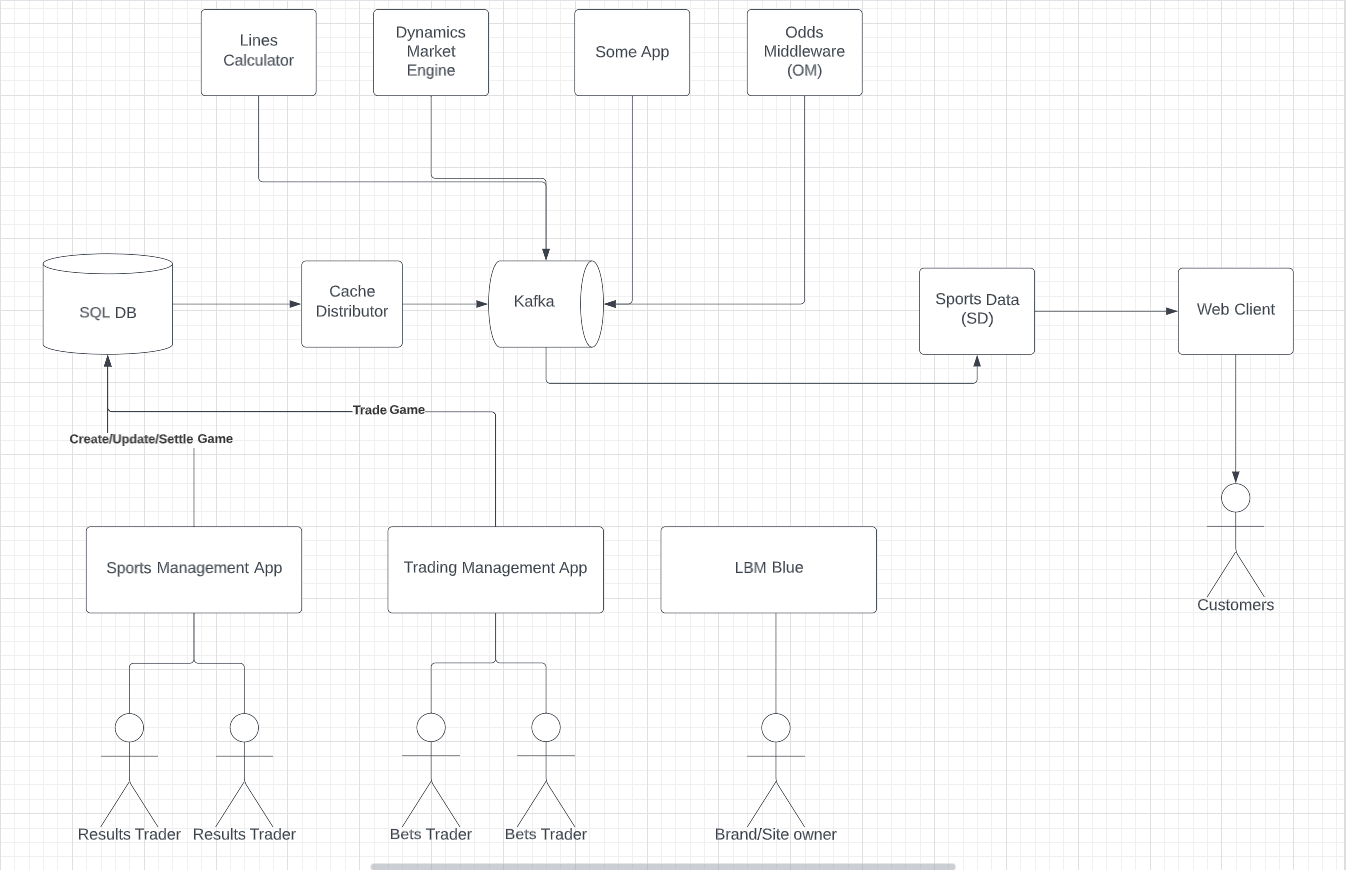 Lines
Calculator
Dynamics
Market
Engine
Some App
Odds
Middleware
(OM)
SQL DB
Cache
Distributor
Kafka
Sports Data
(SD)
Web Client
Trade Game
Create/Update/Settle Game
Sports Management App
Trading Management App
LBM Blue
Customers
Results Trader
Results Trader
Bets Trader
Bets Trader
Brand/Site owner